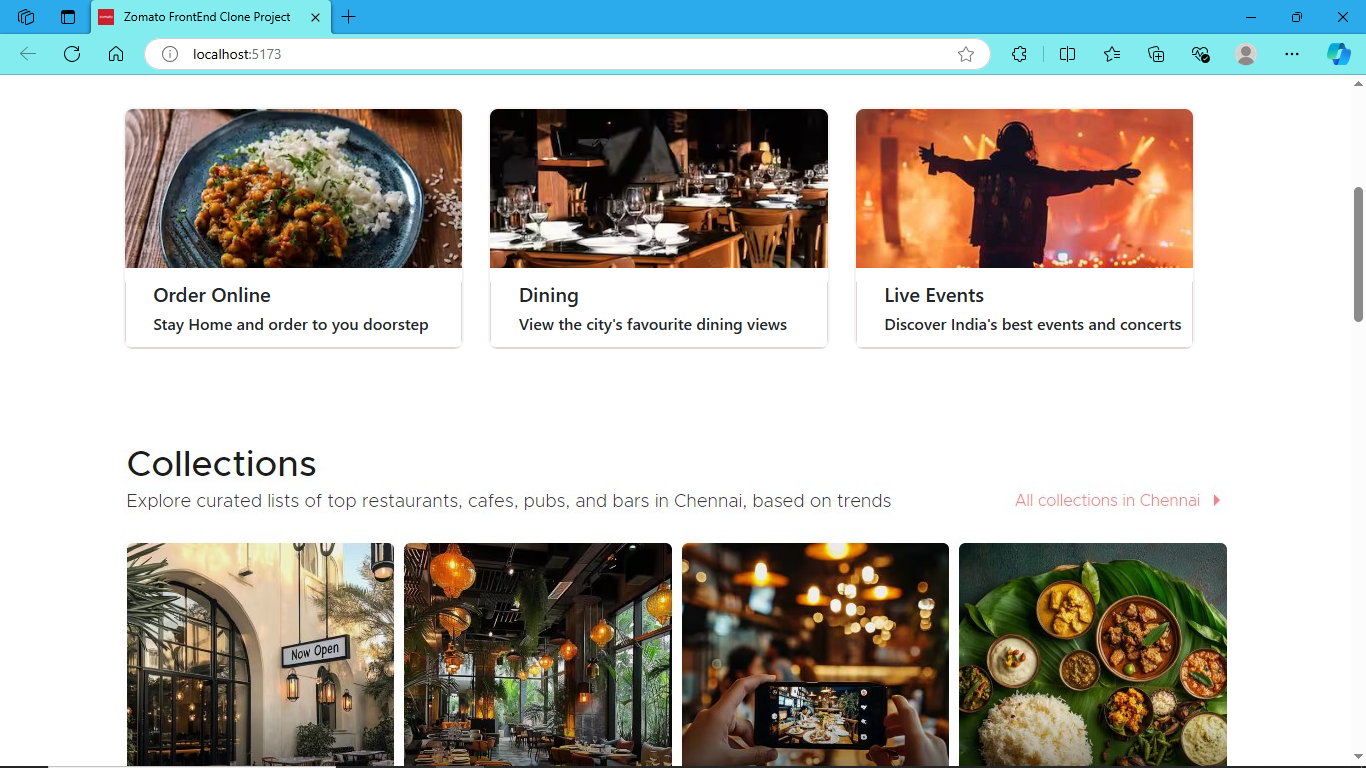 Zomato FrontEnd Clone Project
localhost:5173
Order Online
Stay Home and order to you doorstep
Dining
View the city's favourite dining views
Live Events
Discover India's best events and concerts
Collections
Explore curated lists of top restaurants, cafes, pubs, and bars in Chennai, based on trends
All collections in Chennai
Now Open